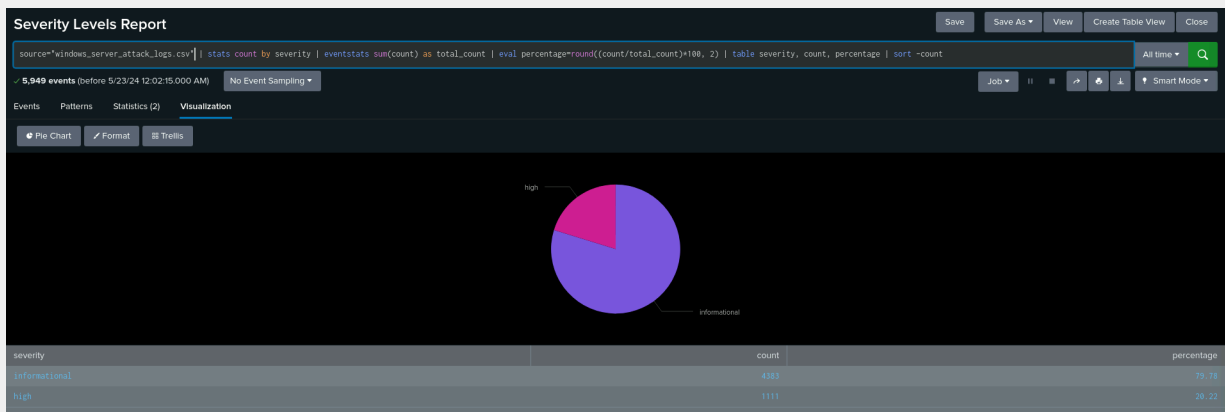 Severity Levels Report
Save Save As View Create Table View Close
source="windows_server_attack_logs.csv" | stats count by severity | eventstats sum(count) as total_count | eval percentage=round((count/total_count)*100, 2) | table severity, count, percentage | sort -count
All time
5,949 events (before 5/23/24 12:02:15.000 AM) No Event Sampling
Job Smart Mode
Events Patterns Statistics (2) Visualization
Pie Chart Format Trellis
high
informational
severity count percentage
informational 4383 79.78
high 1111 20.22